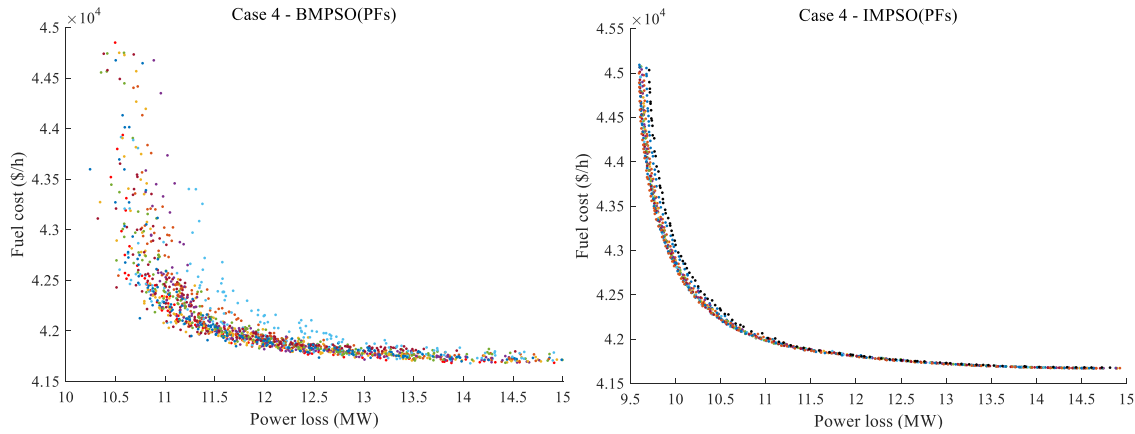 Case 4 - BMPSO(PFs)
×10⁴
4.5
4.45
4.4
4.35
4.3
4.25
4.2
4.15
Fuel cost ($/h)
10 10.5 11 11.5 12 12.5 13 13.5 14 14.5 15
Power loss (MW)
Case 4 - IMPSO(PFs)
×10⁴
4.55
4.5
4.45
4.4
4.35
4.3
4.25
4.2
4.15
Fuel cost ($/h)
9.5 10 10.5 11 11.5 12 12.5 13 13.5 14 14.5 15
Power loss (MW)